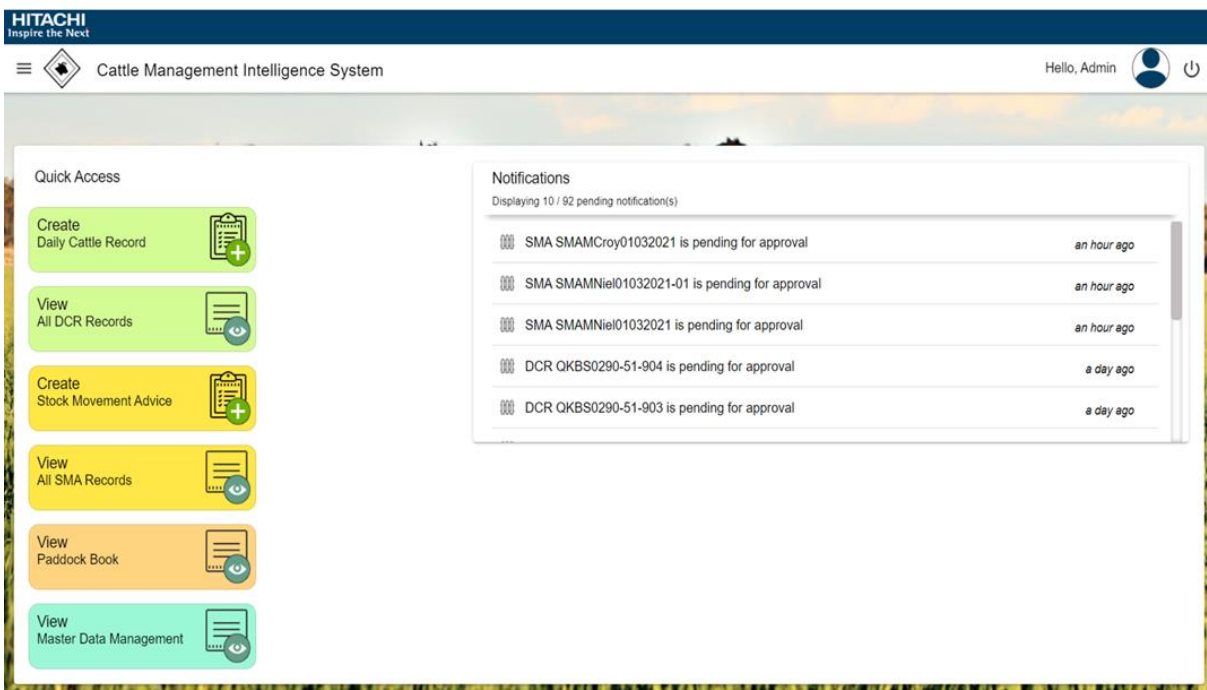 HITACHI
Inspire the Next
Cattle Management Intelligence System
Hello, Admin
Quick Access
Create
Daily Cattle Record
View
All DCR Records
Create
Stock Movement Advice
View
All SMA Records
View
Paddock Book
View
Master Data Management
Notifications
Displaying 10 / 92 pending notification(s)
SMA SMAMCroy01032021 is pending for approval
an hour ago
SMA SMAMNiel01032021-01 is pending for approval
an hour ago
SMA SMAMNiel01032021 is pending for approval
an hour ago
DCR QKBS0290-51-904 is pending for approval
a day ago
DCR QKBS0290-51-903 is pending for approval
a day ago